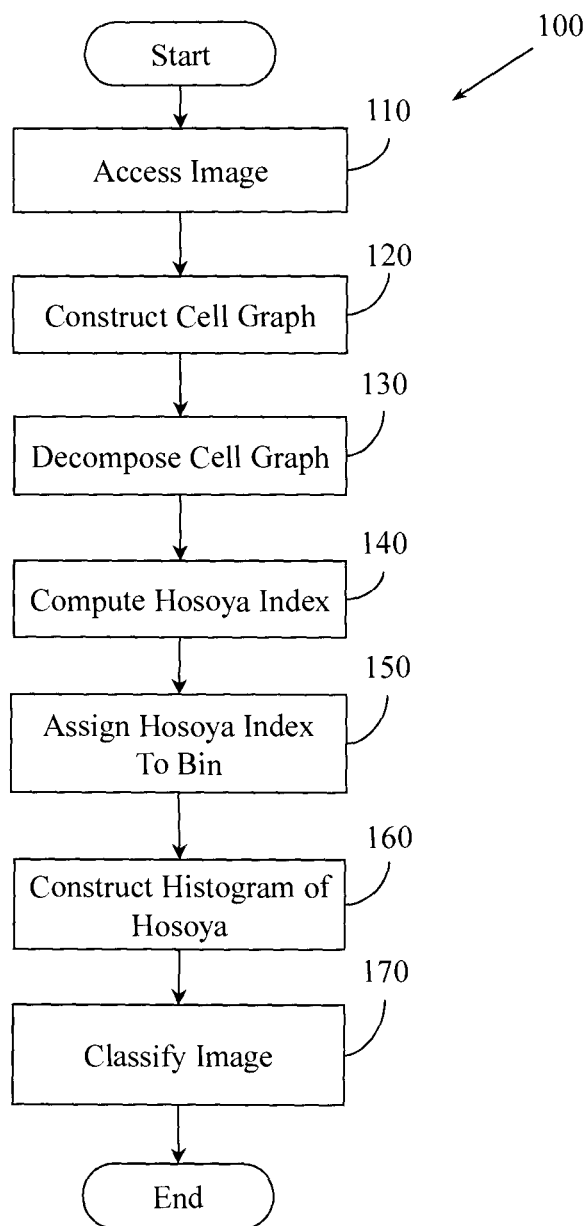 Start
100
110
Access Image
120
Construct Cell Graph
130
Decompose Cell Graph
140
Compute Hosoya Index
150
Assign Hosoya Index
To Bin
160
Construct Histogram of
Hosoya
170
Classify Image
End